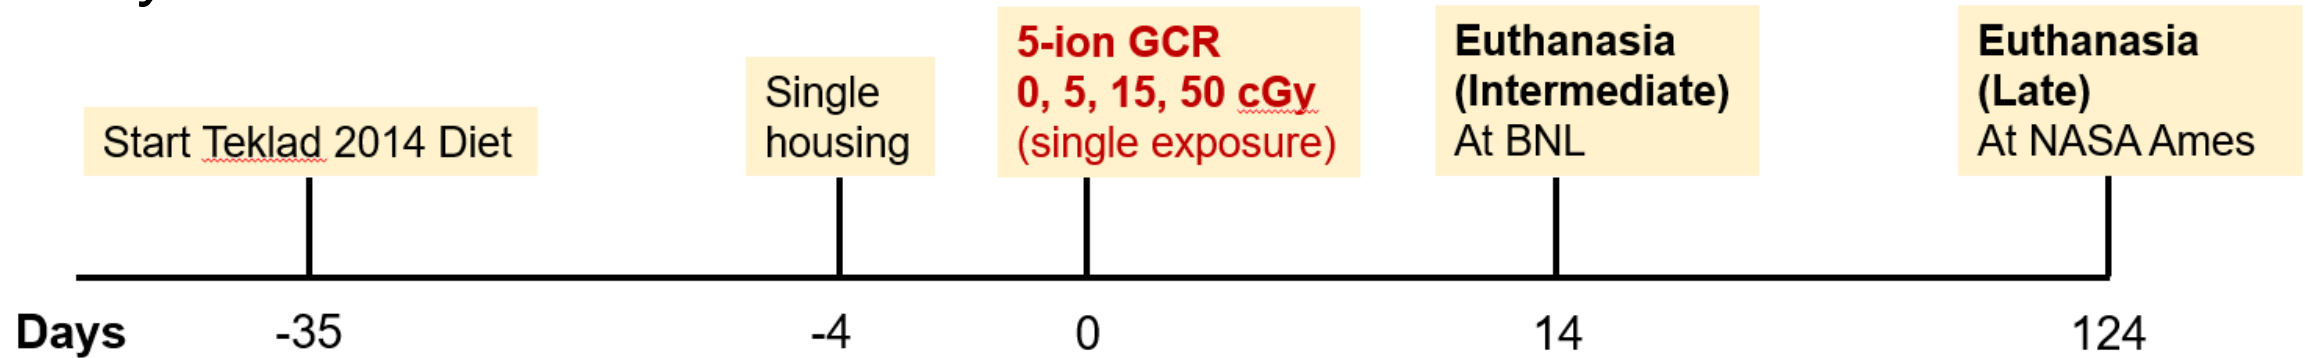 Start Teklad 2014 Diet
Single
housing
5-ion GCR
0, 5, 15, 50 cGy
(single exposure)
Euthanasia
(Intermediate)
At BNL
Euthanasia
(Late)
At NASA Ames
Days -35 -4 0 14 124